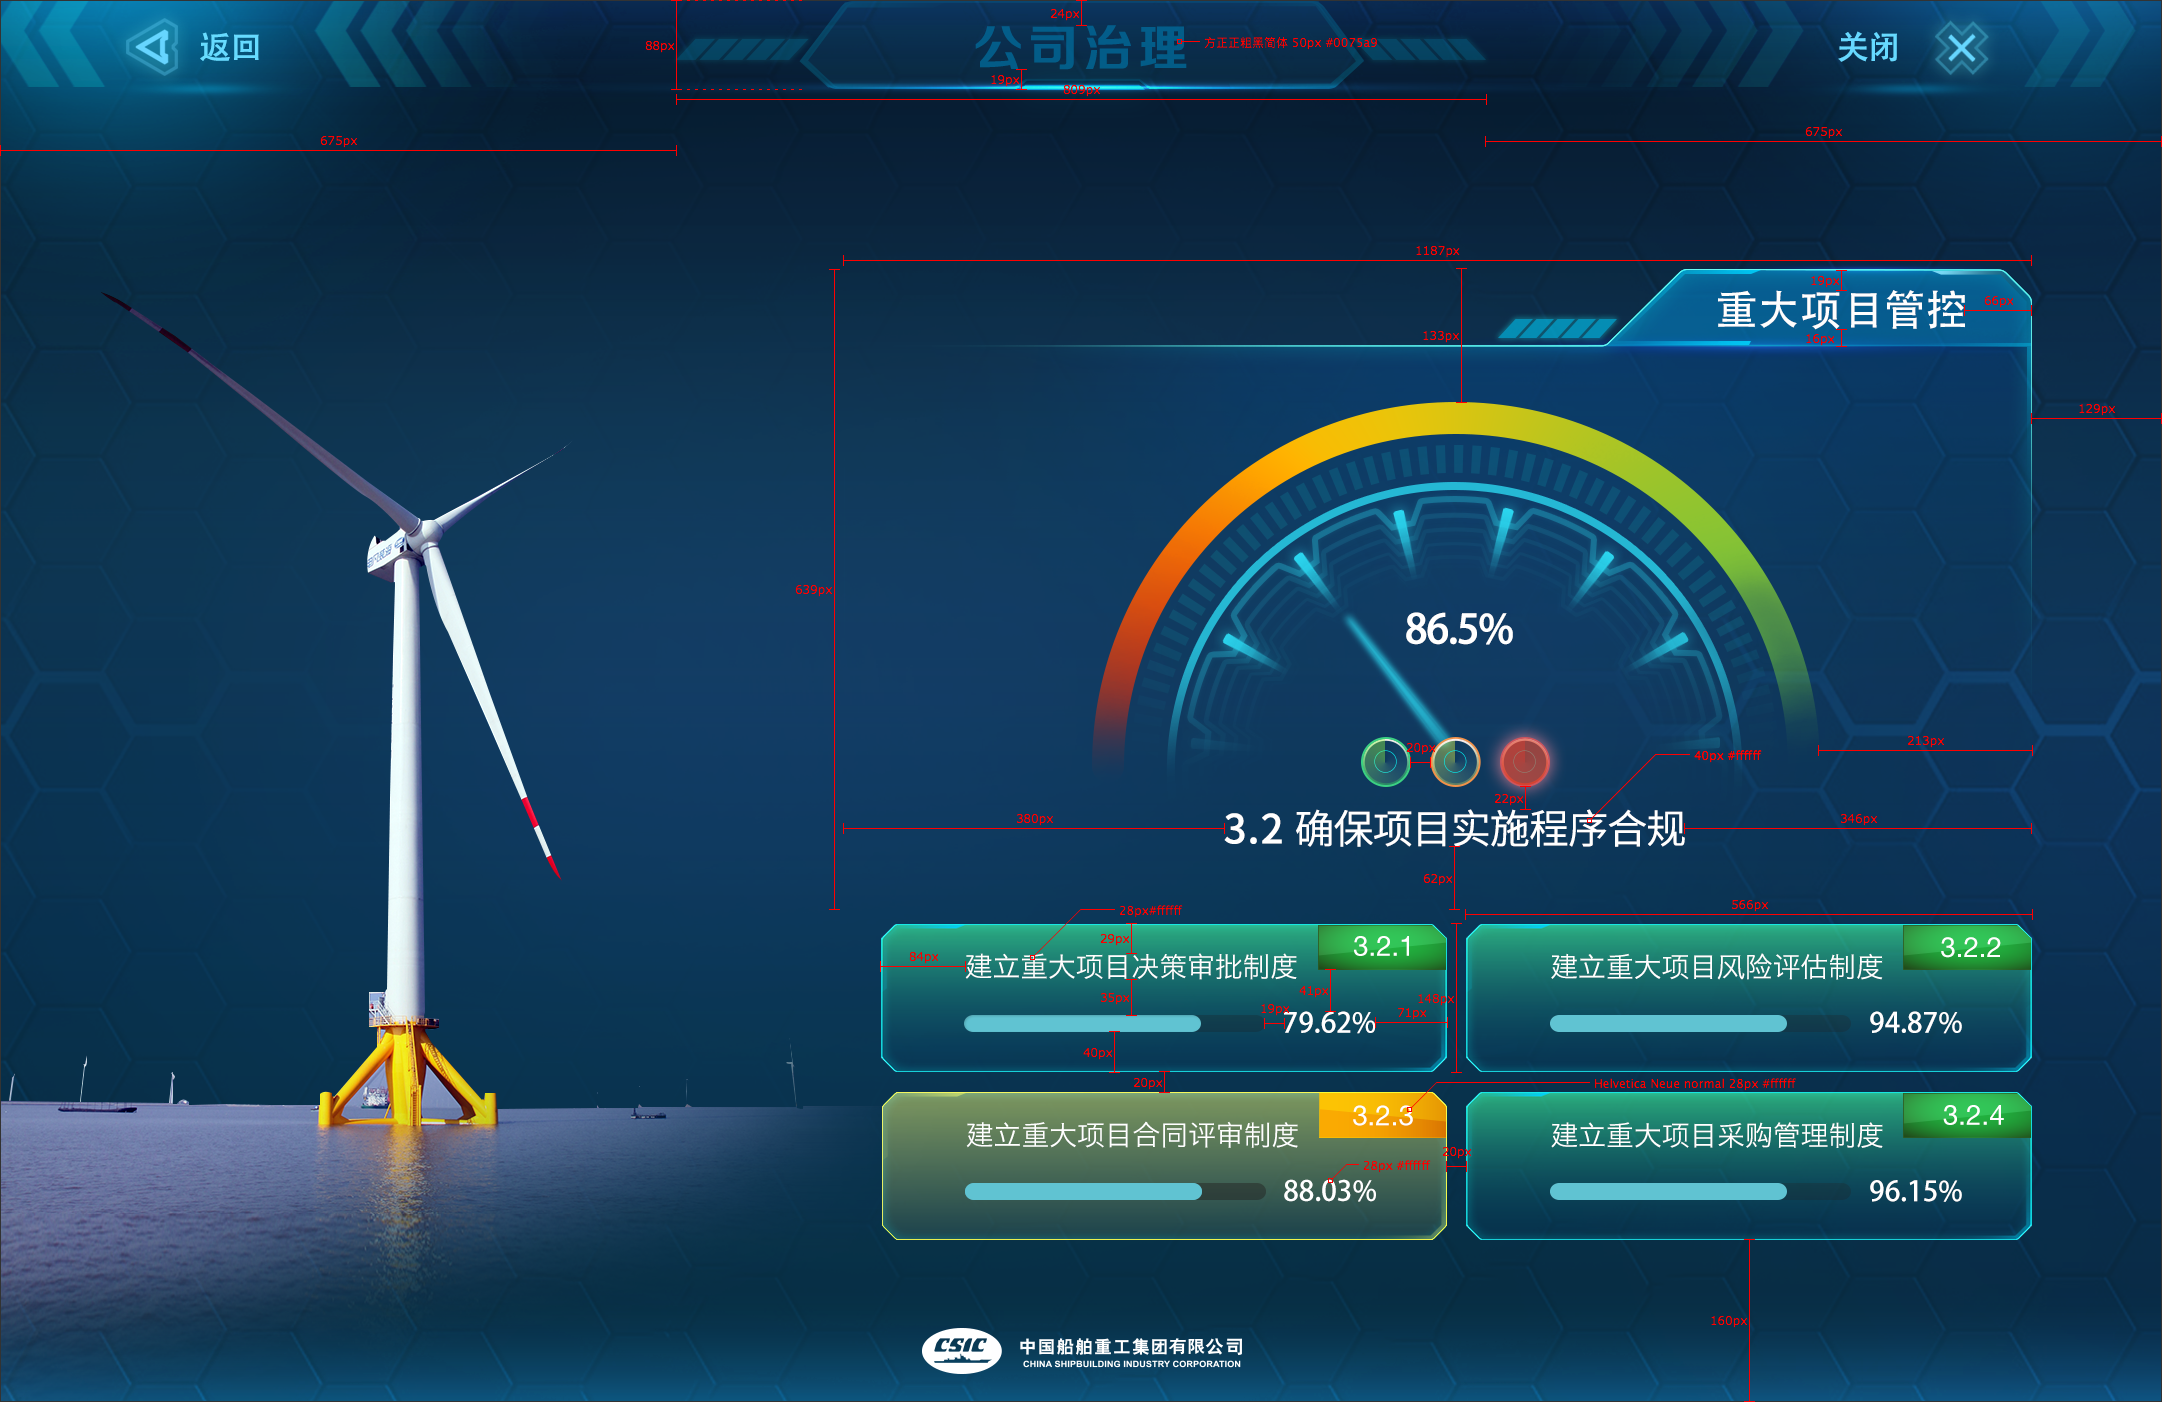 返回
24px
88px
公司治理
方正正粗黑简体 50px #0075a9
关闭
19px
809px
675px
675px
1187px
重大项目管控
133px
129px
639px
86.5%
213px
20px
40px #ffffff
22px
380px
3.2 确保项目实施程序合规
346px
62px
28px#ffffff
566px
29px
3.2.1
84px
建立重大项目决策审批制度
3.2.2
建立重大项目风险评估制度
41px
148px
19px
79.62%
71px
94.87%
40px
20px
Helvetica Neue normal 28px #ffffff
3.2.3
建立重大项目合同评审制度
3.2.4
建立重大项目采购管理制度
20px
28px #ffffff
88.03%
96.15%
160px
CSIC
中国船舶重工集团有限公司
CHINA SHIPBUILDING INDUSTRY CORPORATION